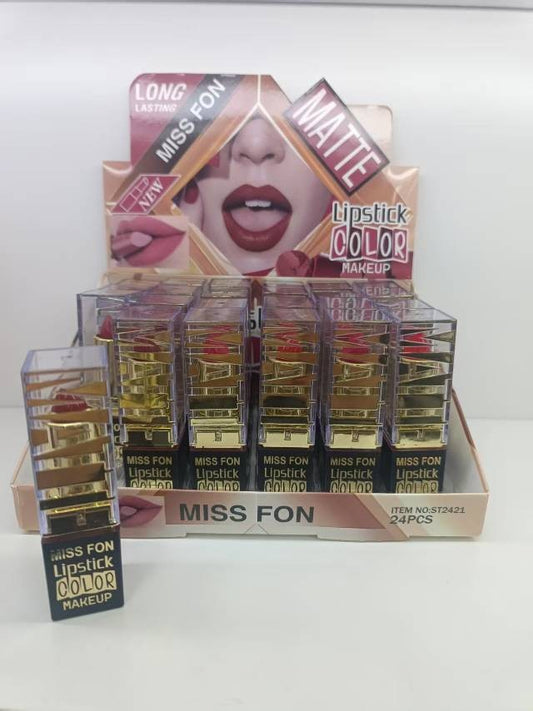 LONG
LASTING
MISS FON
MATTE
NEW
Lipstick
COLOR
MAKEUP
MISS FON
Lipstick
COLOR
MISS FON
Lipstick
COLOR
MISS FON
Lipstick
COLOR
MISS FON
Lipstick
COLOR
MISS FON
Lipstick
COLOR
MISS FON
ITEM NO:ST2421
24PCS
MISS FON
Lipstick
COLOR
MAKEUP